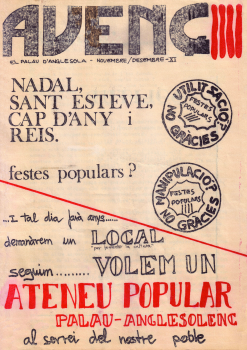 AVENÇ
EL PALAU D'ANGLESOLA - NOVEMBRE/DESEMBRE - XI
NADAL,
SANT ESTEVE,
CAP D'ANY i
REIS.
UTILITSACIÓ?
FESTES
POPULARS
NO GRÀCIES
festes populars?
MANIPULACIÓ?
FESTES
POPULARS
NO GRÀCIES
...I tal dia farà anys......
demanàrem un LOCAL
seguim......... VOLEM UN
ATENEU POPULAR
PALAU-ANGLESOLENC
al servei del nostre poble